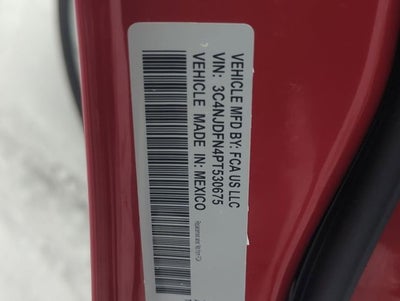 VEHICLE MFD BY: FCA US LLC
VIN: 3C4NJDFN4PT530675
VEHICLE MADE IN: MEXICO